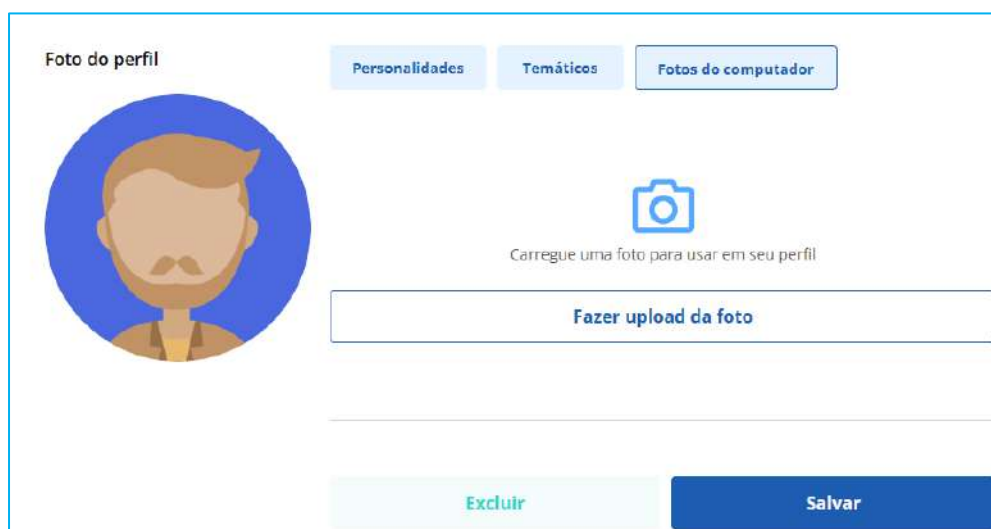 Foto do perfil
Personalidades
Temáticos
Fotos do computador
Carregue uma foto para usar em seu perfil
Fazer upload da foto
Excluir
Salvar